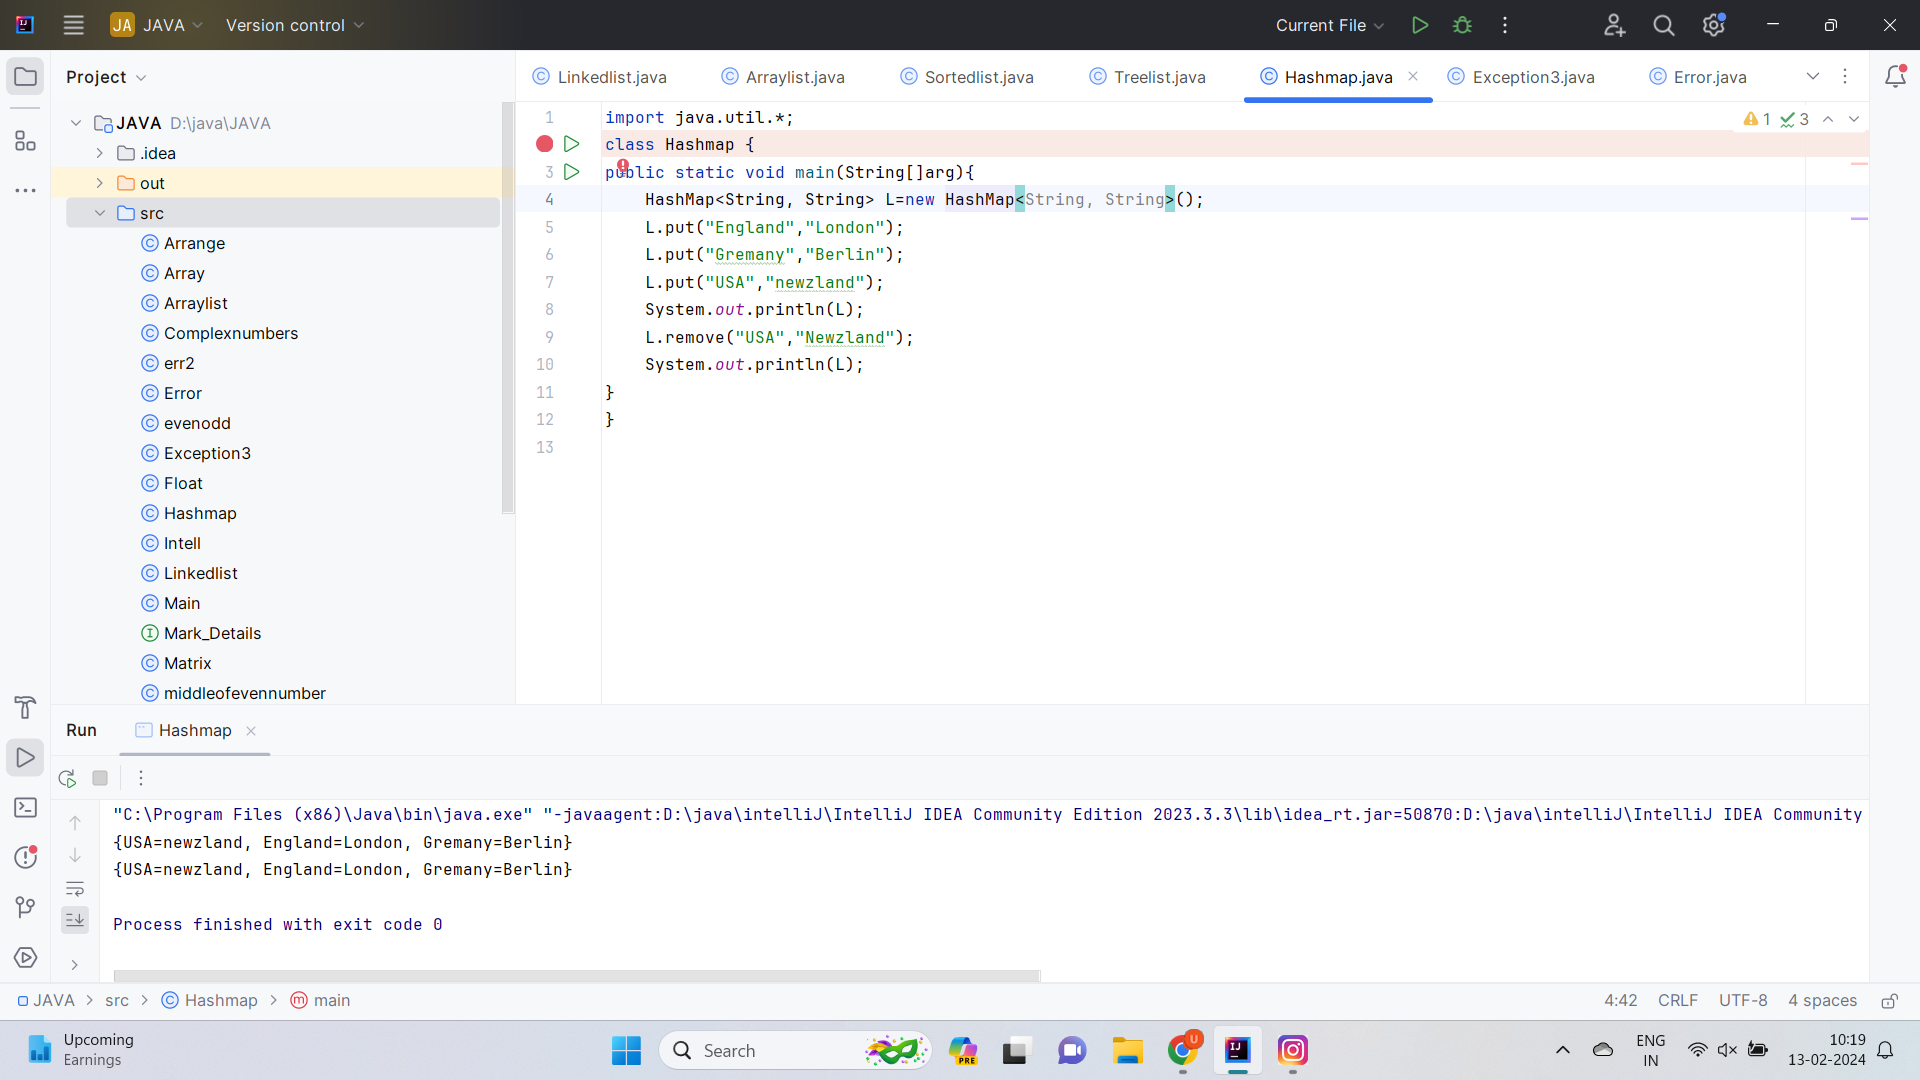 JA JAVA Version control Current File
Project
Linkedlist.java Arraylist.java Sortedlist.java Treelist.java Hashmap.java Exception3.java Error.java
JAVA D:\java\JAVA
.idea
out
src
Arrange
Array
Arraylist
Complexnumbers
err2
Error
evenodd
Exception3
Float
Hashmap
Intell
Linkedlist
Main
Mark_Details
Matrix
middleofevennumber
1 import java.util.*;
1 3
class Hashmap {
3 public static void main(String[]arg){
4 HashMap<String, String> L=new HashMap<String, String>();
5 L.put("England","London");
6 L.put("Gremany","Berlin");
7 L.put("USA","newzland");
8 System.out.println(L);
9 L.remove("USA","Newzland");
10 System.out.println(L);
11 }
12 }
13
Run Hashmap
"C:\Program Files (x86)\Java\bin\java.exe" "-javaagent:D:\java\intelliJ\IntelliJ IDEA Community Edition 2023.3.3\lib\idea_rt.jar=50870:D:\java\intelliJ\IntelliJ IDEA Community
{USA=newzland, England=London, Gremany=Berlin}
{USA=newzland, England=London, Gremany=Berlin}
Process finished with exit code 0
JAVA > src > Hashmap > main 4:42 CRLF UTF-8 4 spaces
Upcoming
Earnings
Search
PRE
U
IJ
ENG
IN
10:19
13-02-2024